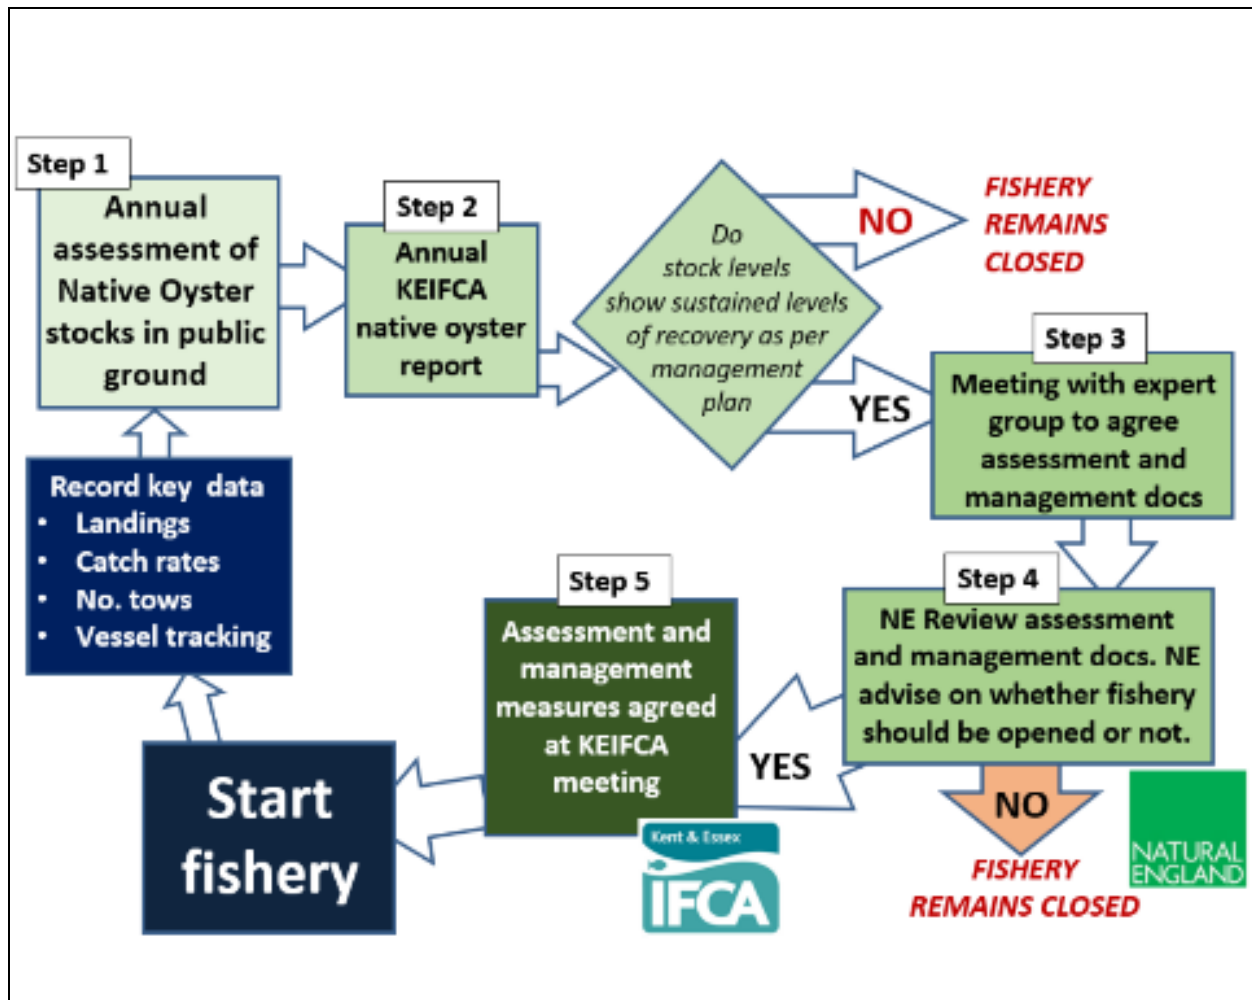 Step 1
Annual
assessment of
Native Oyster
stocks in public
ground
Step 2
Annual
KEIFCA
native oyster
report
Do
stock levels
show sustained levels
of recovery as per
management
plan
NO
FISHERY
REMAINS
CLOSED
YES
Step 3
Meeting with expert
group to agree
assessment and
management docs
Step 4
NE Review assessment
and management docs. NE
advise on whether fishery
should be opened or not.
NO
FISHERY
REMAINS CLOSED
NATURAL
ENGLAND
YES
Step 5
Assessment and
management
measures agreed
at KEIFCA
meeting
Kent & Essex
IFCA
Start
fishery
Record key data
• Landings
• Catch rates
• No. tows
• Vessel tracking